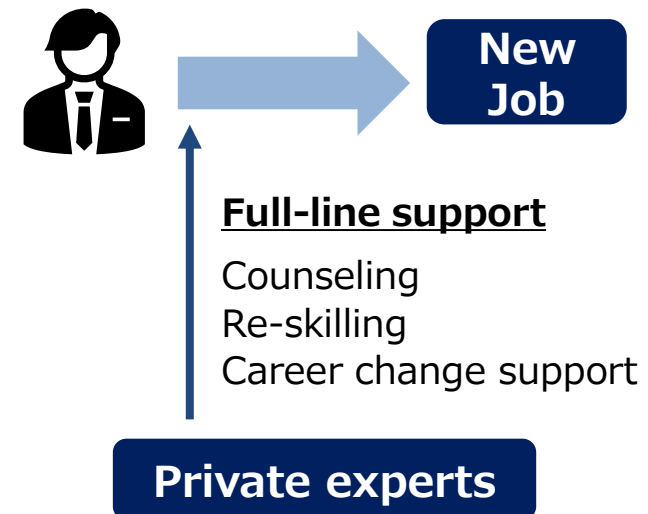 New
Job
Full-line support
Counseling
Re-skilling
Career change support
Private experts